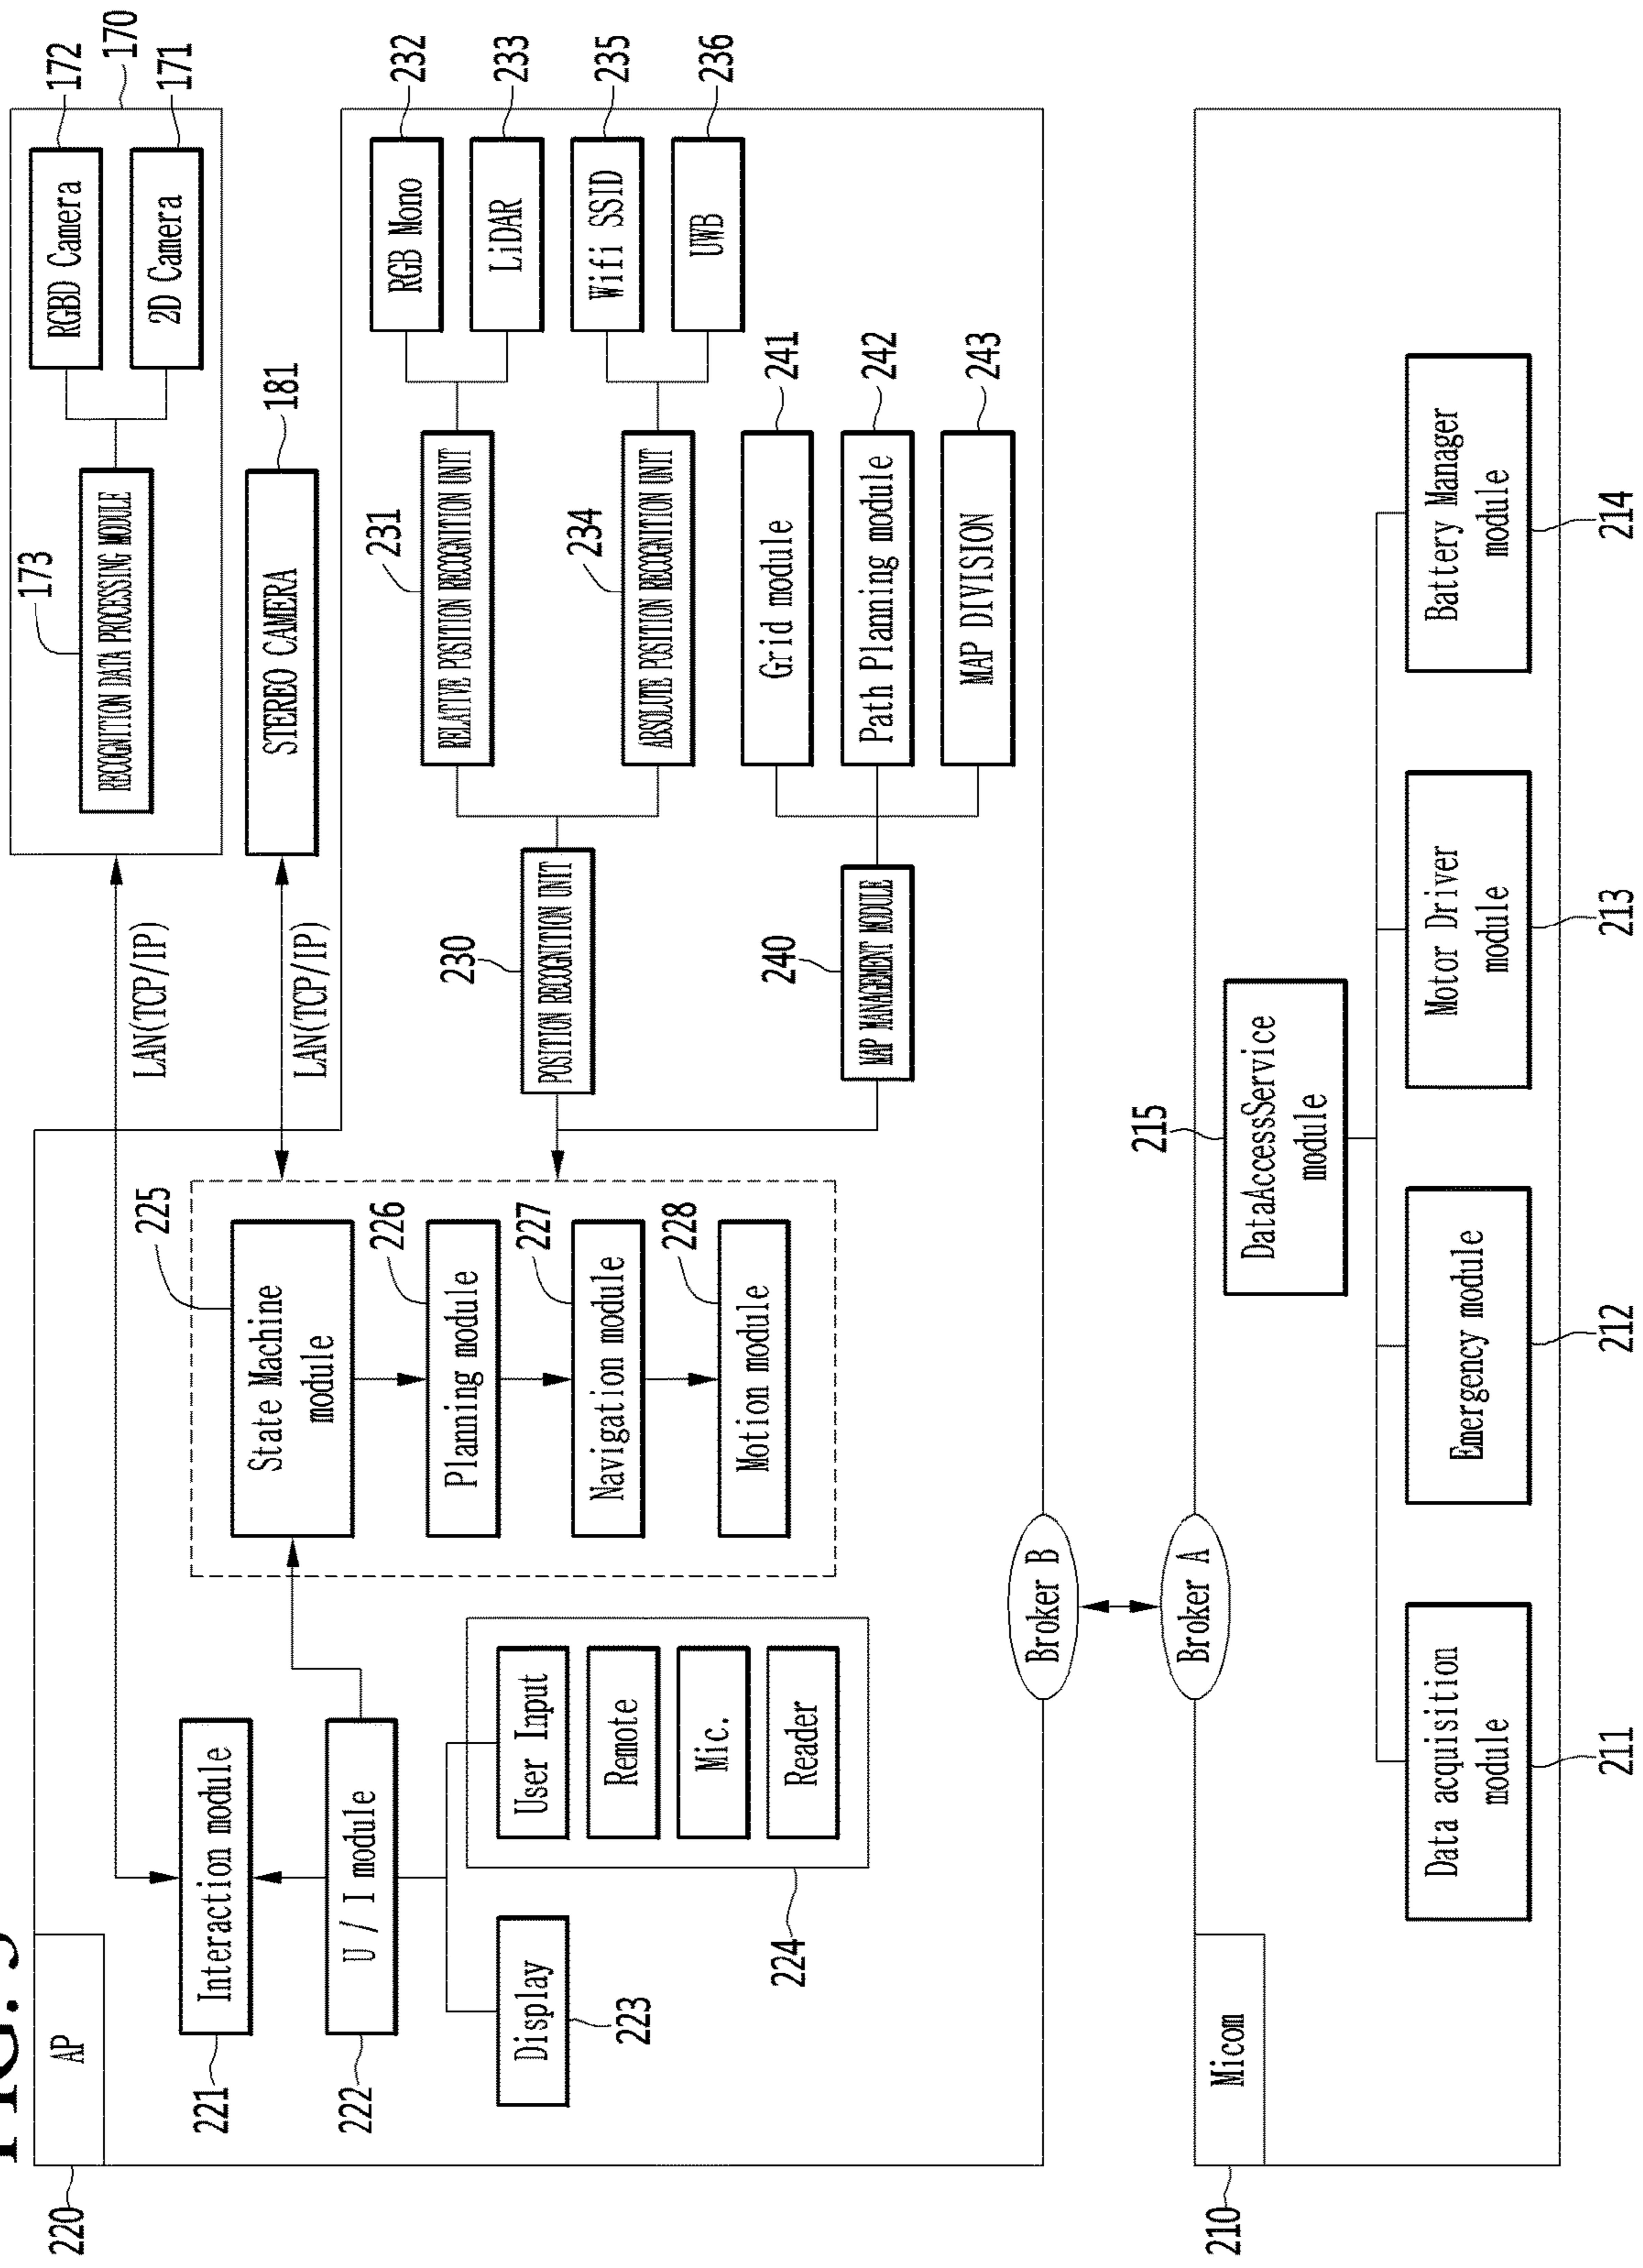 FIG. 3
220
AP
221
Interaction module
222
U / I module
Display
223
User Input
Remote
Mic.
Reader
224
225
State Machine
module
226
Planning module
227
Navigation module
228
Motion module
LAN(TCP/IP)
LAN(TCP/IP)
173
RECOGNITION DATA PROCESSING MODULE
RGBD Camera
172
2D Camera
171
170
STEREO CAMERA
181
230
POSITION RECOGNITION UNIT
231
RELATIVE POSITION RECOGNITION UNIT
RGB Mono
232
LiDAR
233
234
ABSOLUTE POSITION RECOGNITION UNIT
Wifi SSID
235
UWB
236
240
MAP MANAGEMENT MODULE
Grid module
241
Path Planning module
242
MAP DIVISION
243
Broker B
Broker A
210
Micom
215
DataAccessService
module
Data acquisition
module
211
Emergency module
212
Motor Driver
module
213
Battery Manager
module
214